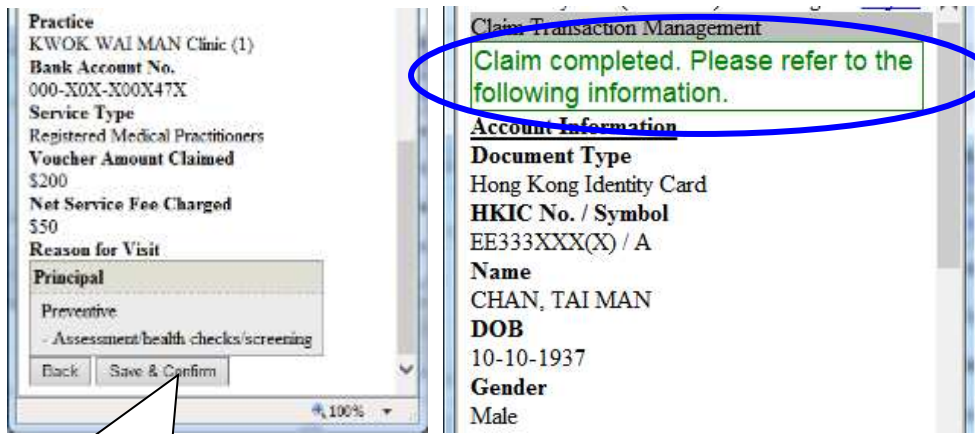 Practice
KWOK WAI MAN Clinic (1)
Bank Account No.
000-X0X-X00X47X
Service Type
Registered Medical Practitioners
Voucher Amount Claimed
$200
Net Service Fee Charged
$50
Reason for Visit
Principal
Preventive
- Assessment/health checks/screening
Back Save & Confirm
100%
Claim Transaction Management
Claim completed. Please refer to the
following information.
Account Information
Document Type
Hong Kong Identity Card
HKIC No. / Symbol
EE333XXX(X) / A
Name
CHAN, TAI MAN
DOB
10-10-1937
Gender
Male